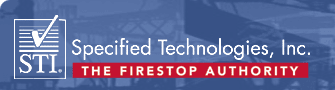 STI.
Specified Technologies, Inc.
THE FIRESTOP AUTHORITY